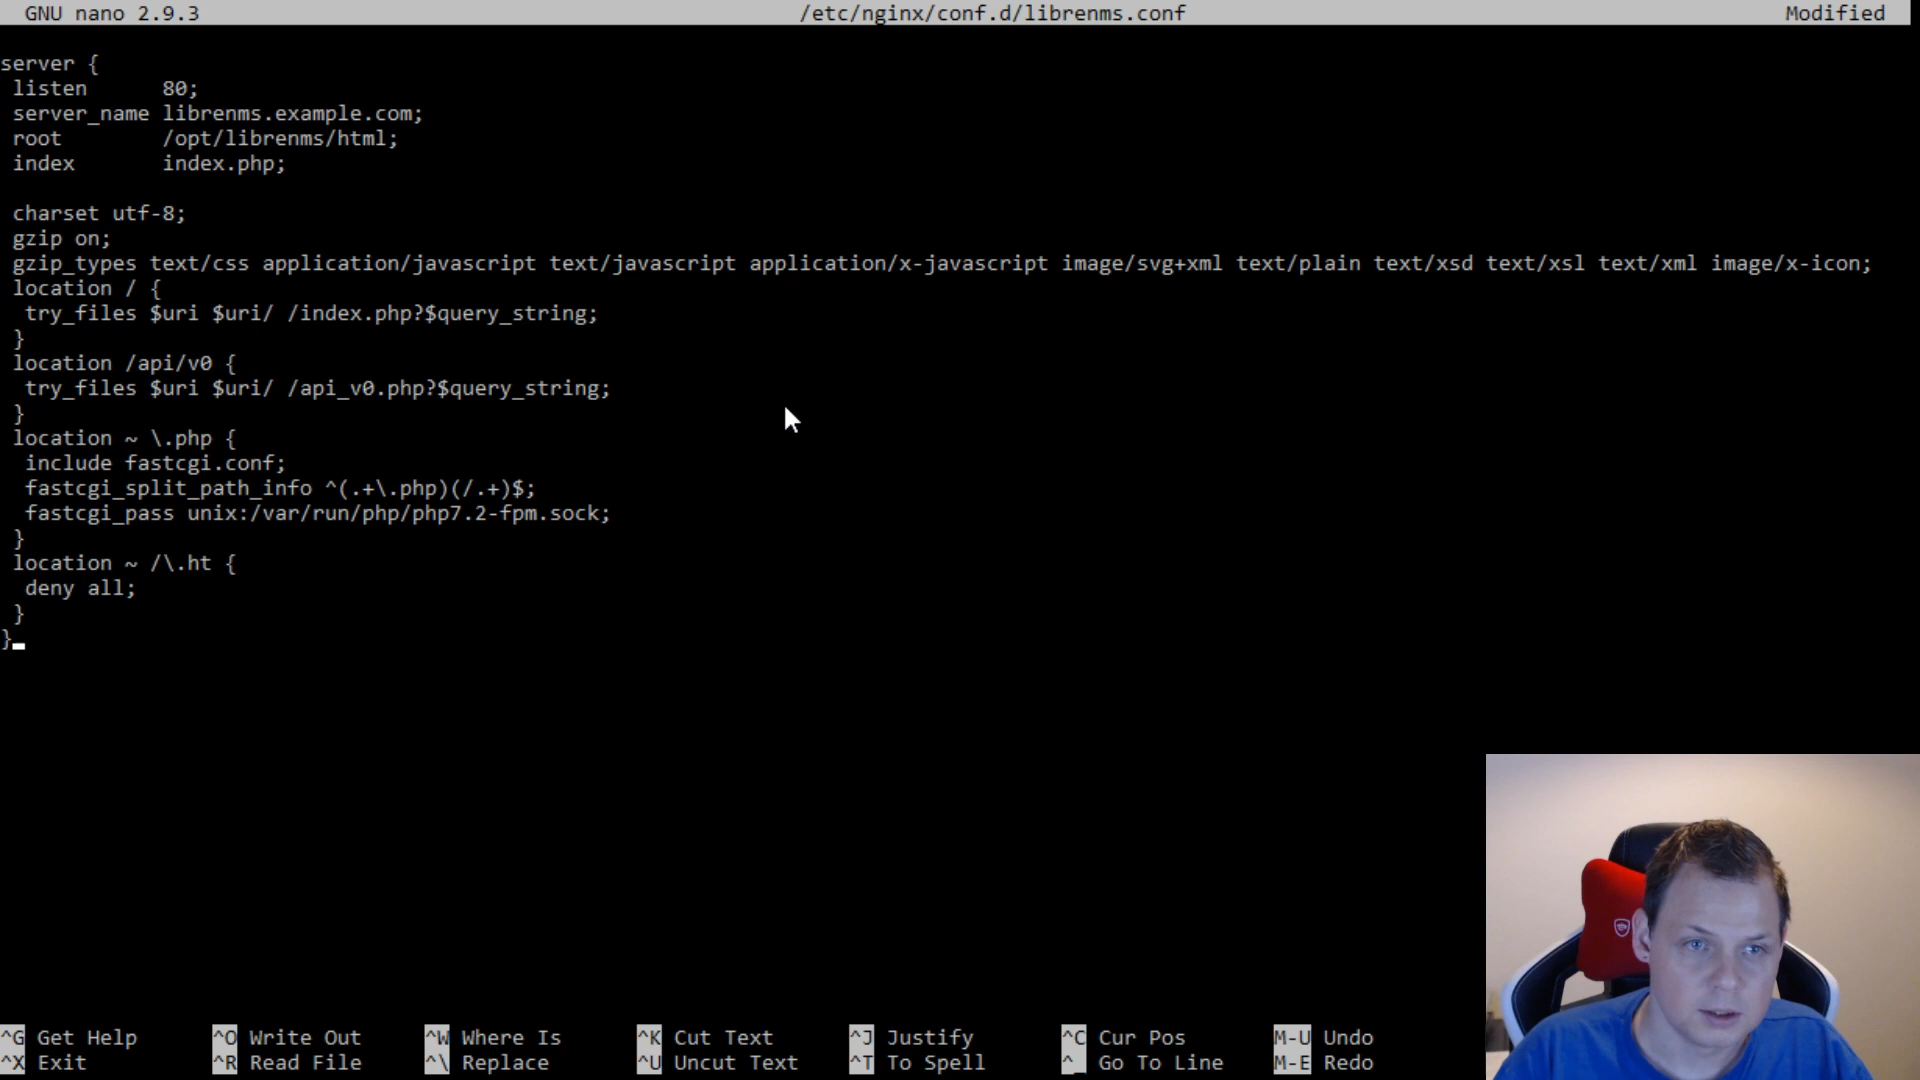 GNU nano 2.9.3 /etc/nginx/conf.d/librenms.conf Modified
server {
 listen      80;
 server_name librenms.example.com;
 root        /opt/librenms/html;
 index       index.php;

 charset utf-8;
 gzip on;
 gzip_types text/css application/javascript text/javascript application/x-javascript image/svg+xml text/plain text/xsd text/xsl text/xml image/x-icon;
 location / {
  try_files $uri $uri/ /index.php?$query_string;
 }
 location /api/v0 {
  try_files $uri $uri/ /api_v0.php?$query_string;
 }
 location ~ \.php {
  include fastcgi.conf;
  fastcgi_split_path_info ^(.+\.php)(/.+)$;
  fastcgi_pass unix:/var/run/php/php7.2-fpm.sock;
 }
 location ~ /\.ht {
  deny all;
 }
}
^G Get Help ^O Write Out ^W Where Is ^K Cut Text ^J Justify ^C Cur Pos M-U Undo
^X Exit ^R Read File ^\ Replace ^U Uncut Text ^T To Spell ^_ Go To Line M-E Redo